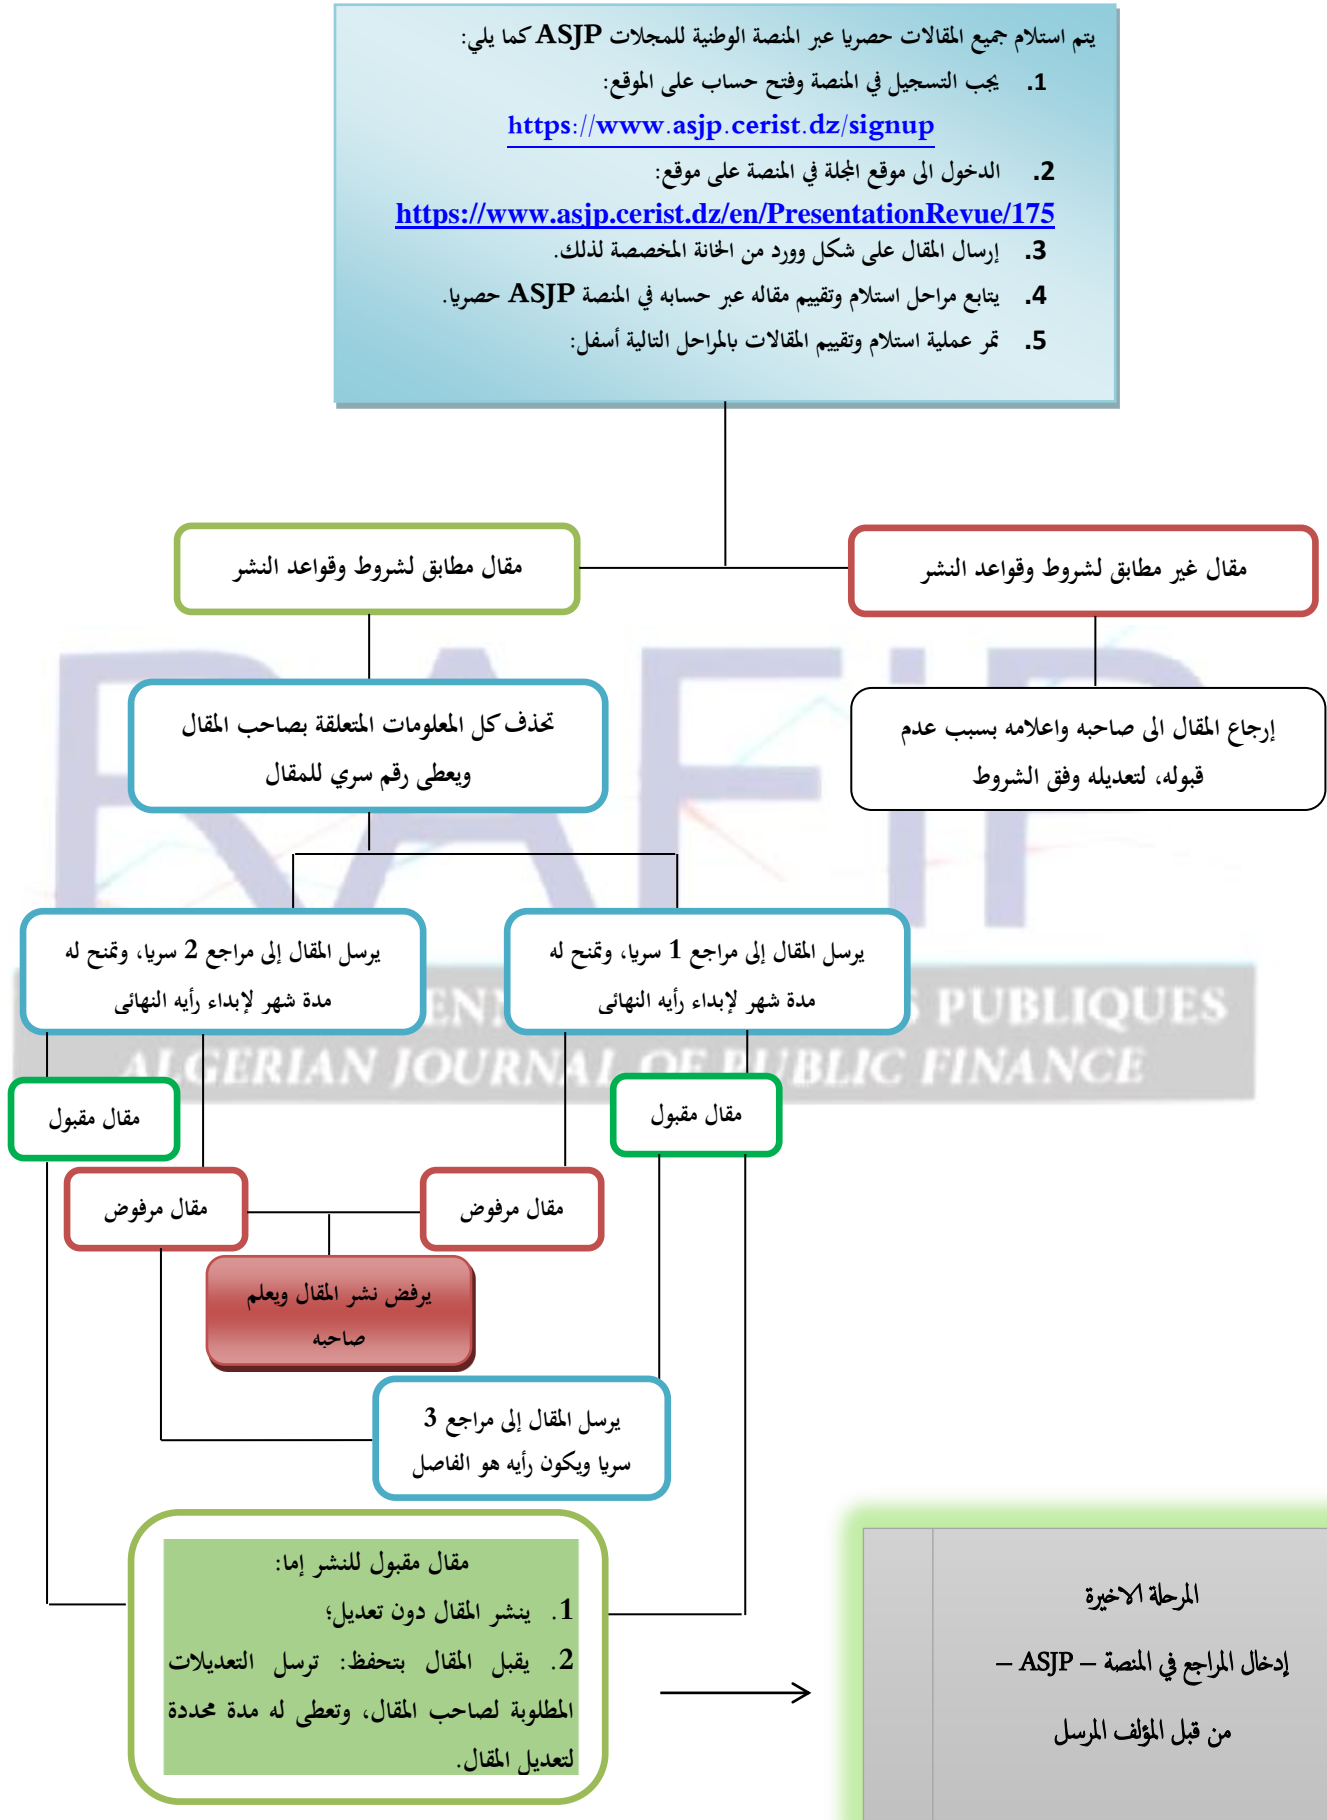 يتم استلام جميع المقالات حصريا عبر المنصة الوطنية للمجلات ASJP كما يلي:
1. يجب التسجيل في المنصة وفتح حساب على الموقع:
https://www.asjp.cerist.dz/signup
2. الدخول الى موقع المجلة في المنصة على موقع:
https://www.asjp.cerist.dz/en/PresentationRevue/175
3. إرسال المقال على شكل وورد من الخانة المخصصة لذلك.
4. يتابع مراحل استلام وتقييم مقاله عبر حسابه في المنصة ASJP حصريا.
5. تمر عملية استلام وتقييم المقالات بالمراحل التالية أسفل:
مقال غير مطابق لشروط وقواعد النشر
مقال مطابق لشروط وقواعد النشر
إرجاع المقال الى صاحبه واعلامه بسبب عدم
قبوله، لتعديله وفق الشروط
تحذف كل المعلومات المتعلقة بصاحب المقال
ويعطى رقم سري للمقال
RAFiP
يرسل المقال إلى مراجع 1 سريا، وتمنح له
مدة شهر لإبداء رأيه النهائي
يرسل المقال إلى مراجع 2 سريا، وتمنح له
مدة شهر لإبداء رأيه النهائي
PUBLIQUES
ALGERIAN JOURNAL OF PUBLIC FINANCE
مقال مقبول
مقال مقبول
مقال مرفوض
مقال مرفوض
يرفض نشر المقال ويعلم
صاحبه
يرسل المقال إلى مراجع 3
سريا ويكون رأيه هو الفاصل
مقال مقبول للنشر إما:
1. ينشر المقال دون تعديل؛
2. يقبل المقال بتحفظ: ترسل التعديلات
المطلوبة لصاحب المقال، وتعطى له مدة محددة
لتعديل المقال.
المرحلة الاخيرة
إدخال المراجع في المنصة – ASJP –
من قبل المؤلف المرسل